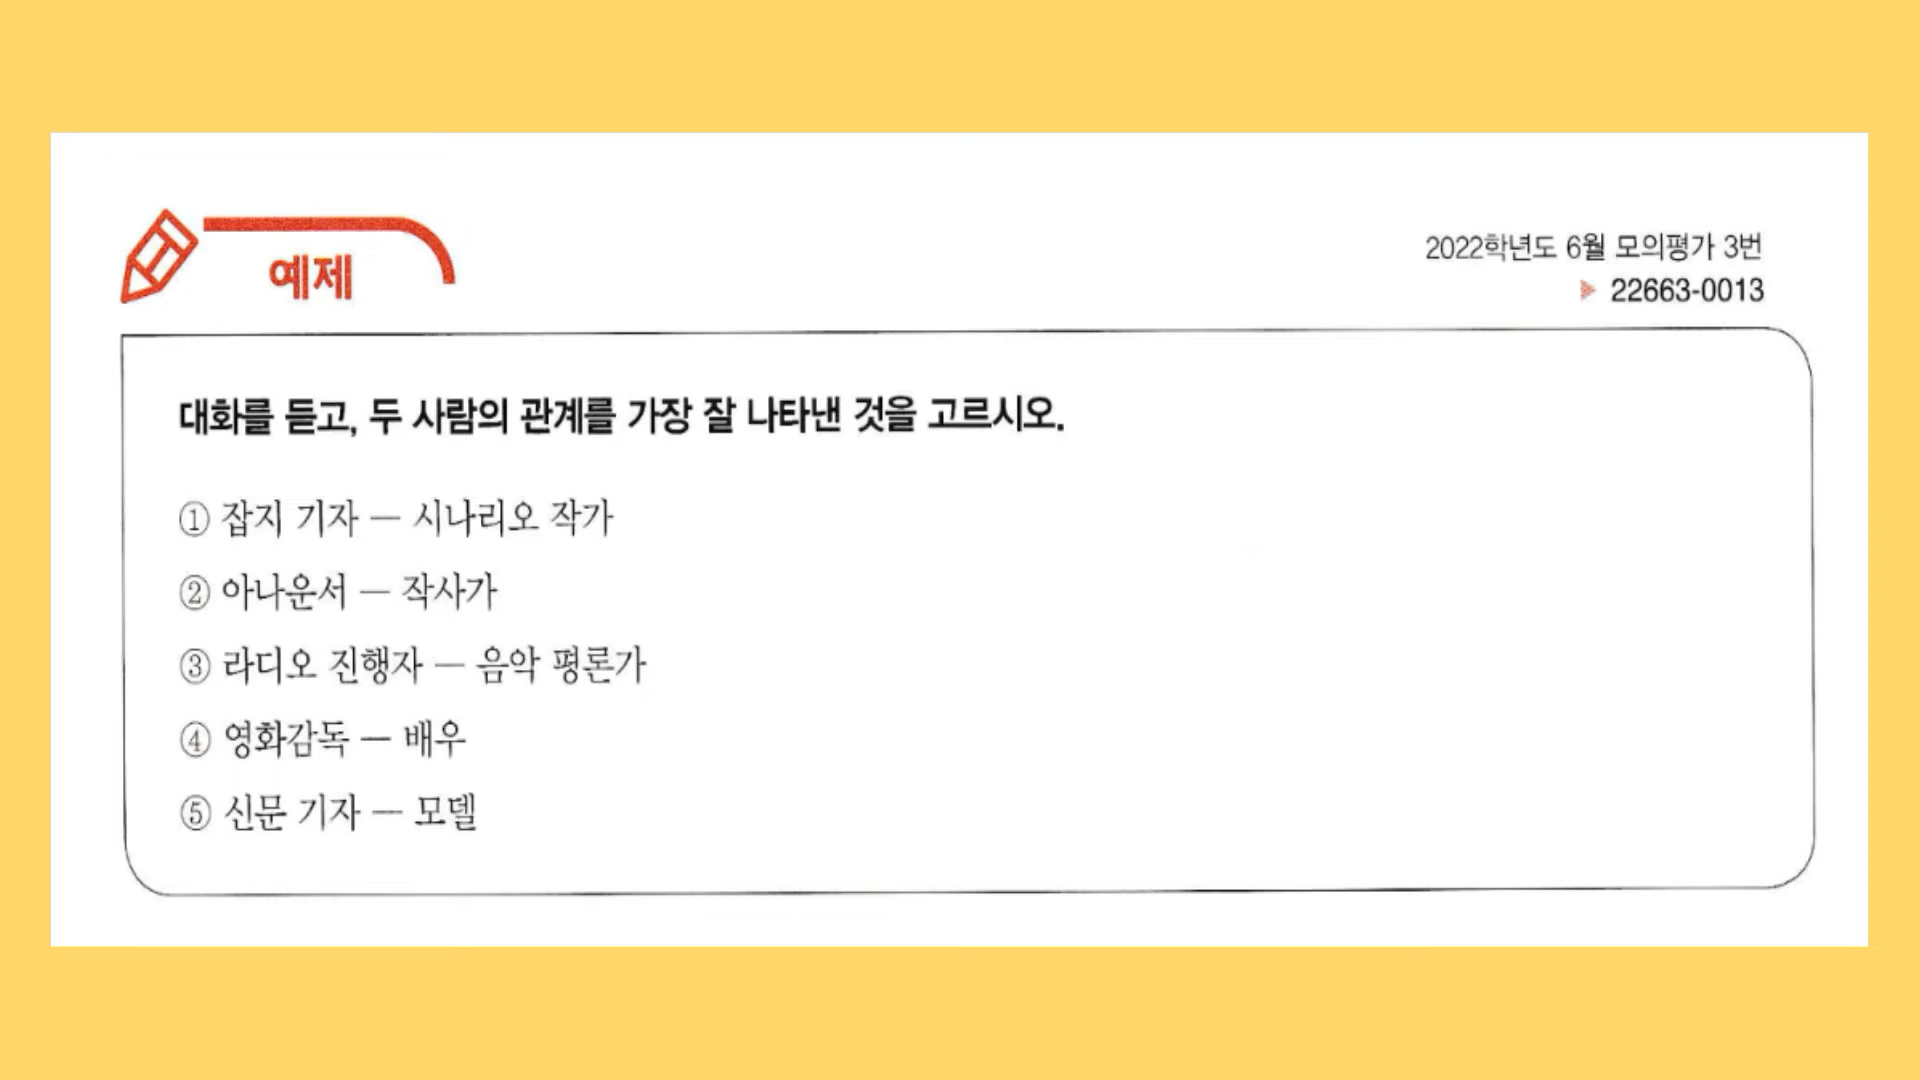 예제
2022학년도 6월 모의평가 3번
▶ 22663-0013
대화를 듣고, 두 사람의 관계를 가장 잘 나타낸 것을 고르시오.
① 잡지 기자 — 시나리오 작가
② 아나운서 — 작사가
③ 라디오 진행자 — 음악 평론가
④ 영화감독 — 배우
⑤ 신문 기자 — 모델